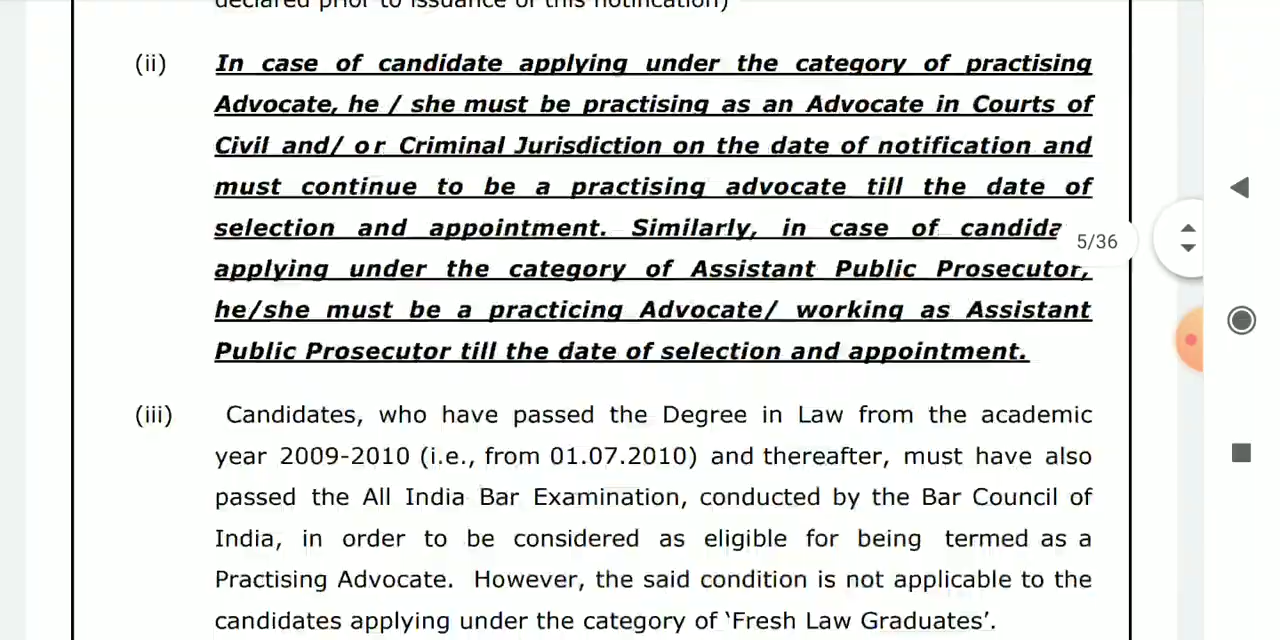 declared prior to issuance of this notification)
(ii) In case of candidate applying under the category of practising
Advocate, he / she must be practising as an Advocate in Courts of
Civil and/ or Criminal Jurisdiction on the date of notification and
must continue to be a practising advocate till the date of
selection and appointment. Similarly, in case of candida
applying under the category of Assistant Public Prosecutor,
he/she must be a practicing Advocate/ working as Assistant
Public Prosecutor till the date of selection and appointment.
5/36
(iii) Candidates, who have passed the Degree in Law from the academic
year 2009-2010 (i.e., from 01.07.2010) and thereafter, must have also
passed the All India Bar Examination, conducted by the Bar Council of
India, in order to be considered as eligible for being termed as a
Practising Advocate. However, the said condition is not applicable to the
candidates applying under the category of ‘Fresh Law Graduates’.